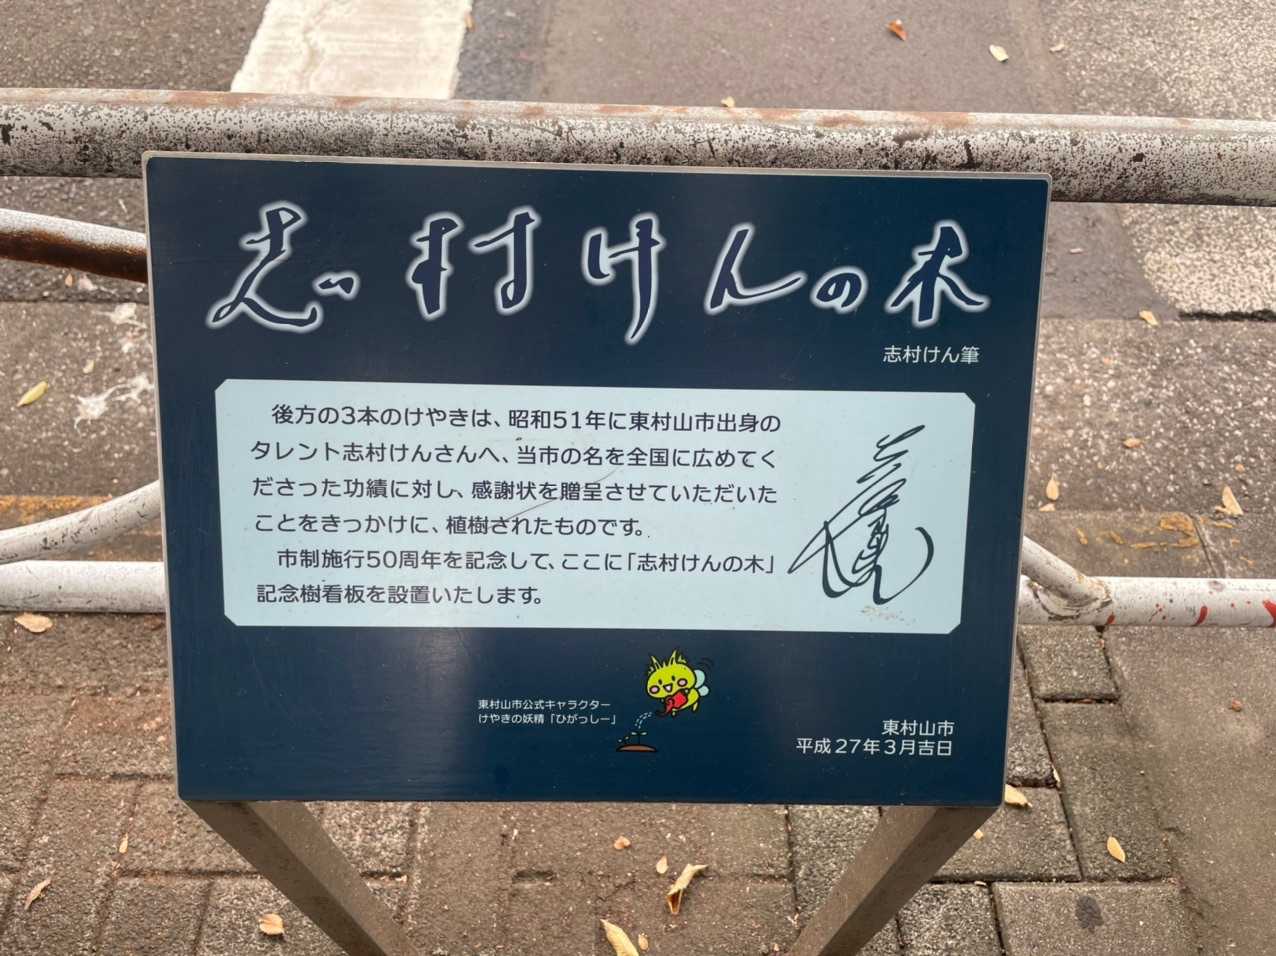 志村けんの木
志村けん筆
後方の3本のけやきは、昭和51年に東村山市出身の
タレント志村けんさんへ、当市の名を全国に広めてく
ださった功績に対し、感謝状を贈呈させていただいた
ことをきっかけに、植樹されたものです。
市制施行50周年を記念して、ここに「志村けんの木」
記念樹看板を設置いたします。
東村山市公式キャラクター
けやきの妖精「ひがっしー」
東村山市
平成27年3月吉日